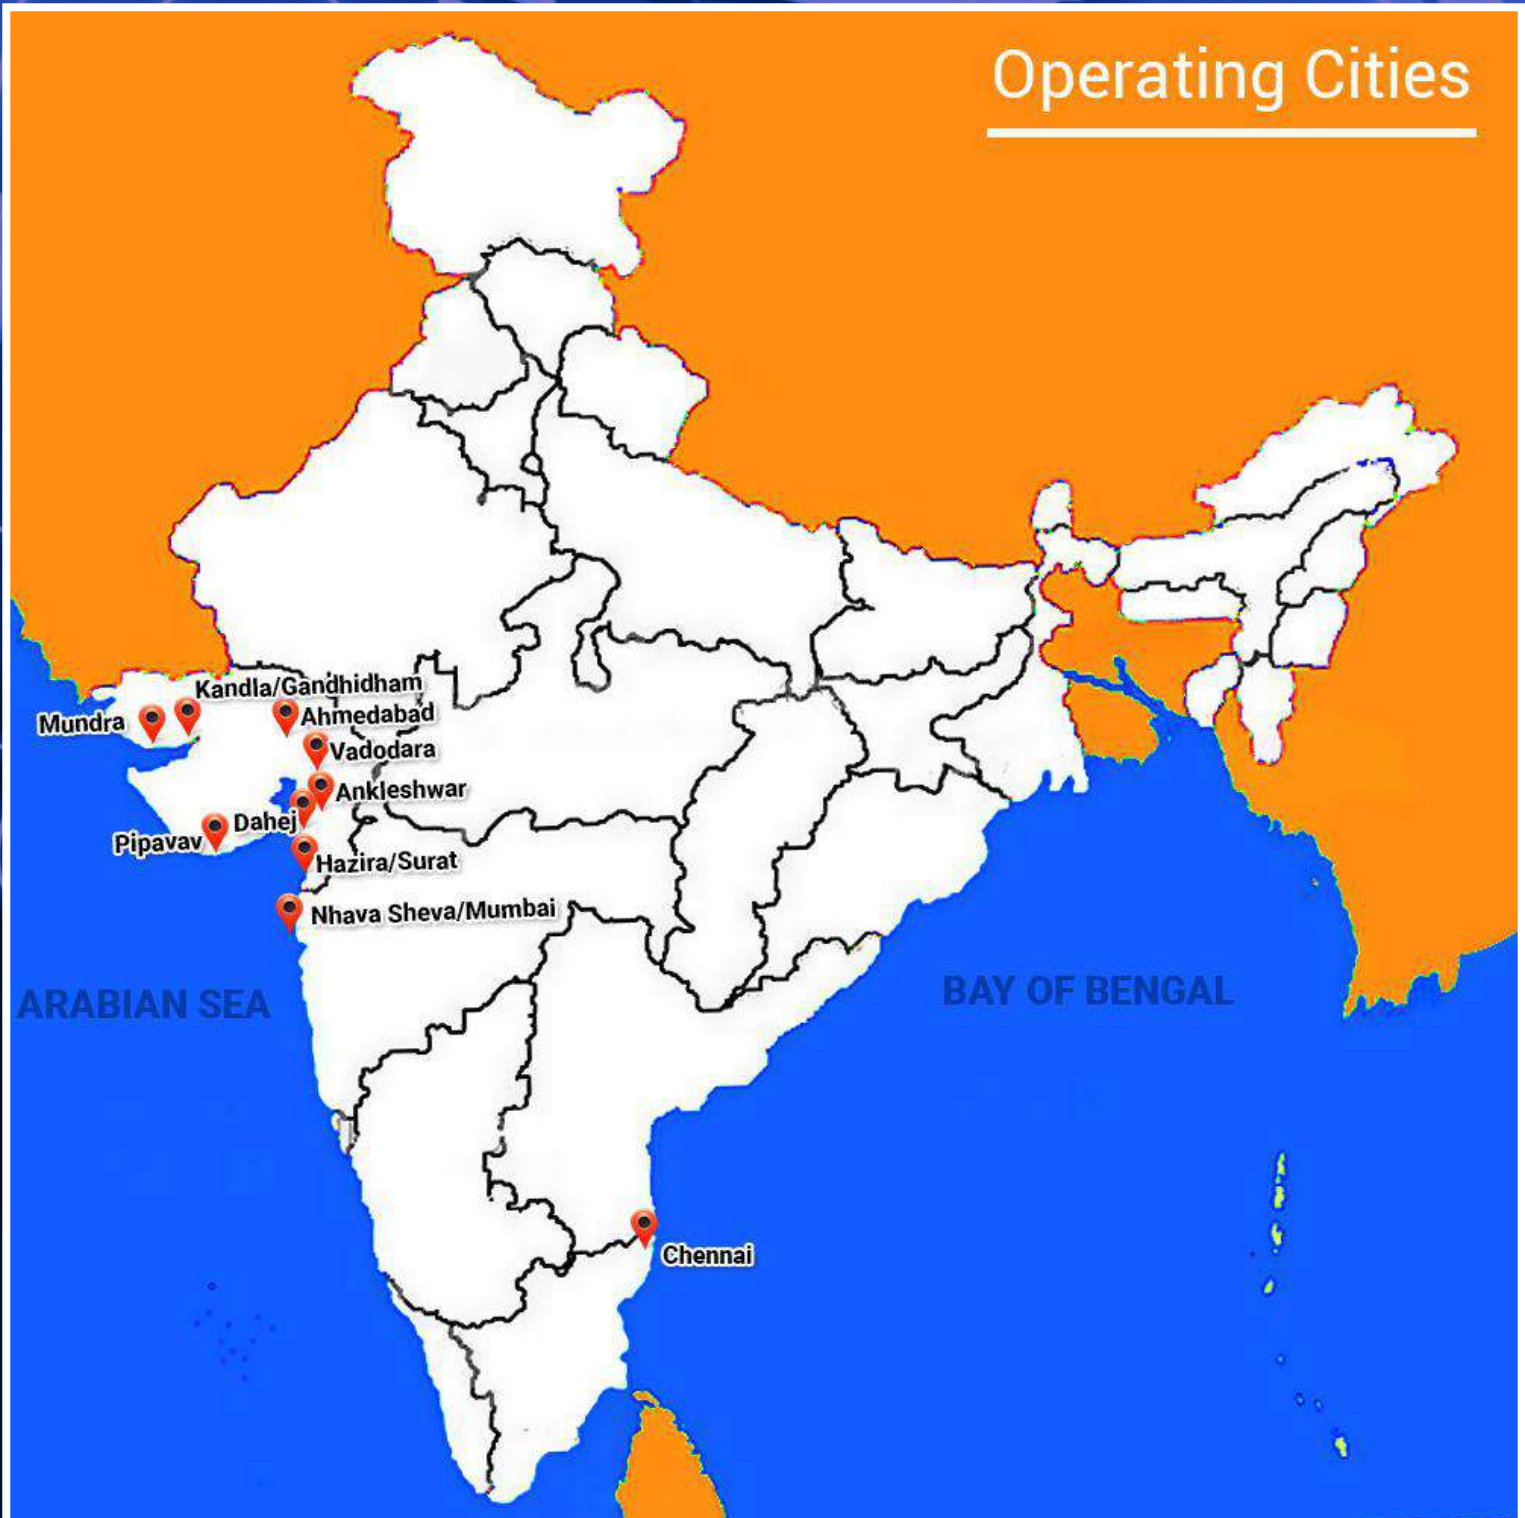 Operating Cities
Kandla/Gandhidham
Mundra
Ahmedabad
Vadodara
Ankleshwar
Dahej
Pipavav
Hazira/Surat
Nhava Sheva/Mumbai
ARABIAN SEA
BAY OF BENGAL
Chennai